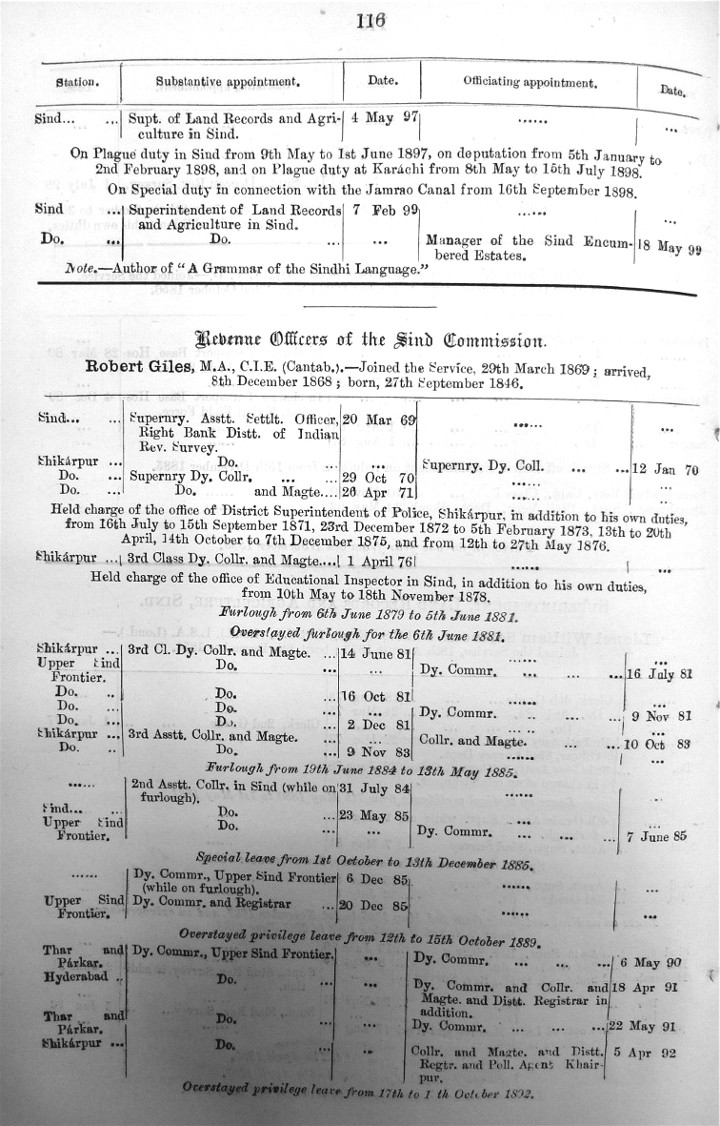 116
Station. Substantive appointment. Date. Officiating appointment. Date.
Sind... ... Supt. of Land Records and Agri- 4 May 97 ...... ...
culture in Sind.
On Plague duty in Sind from 9th May to 1st June 1897, on deputation from 5th January to
2nd February 1898, and on Plague duty at Karáchi from 8th May to 15th July 1898.
On Special duty in connection with the Jamrao Canal from 16th September 1898.
Sind ... Superintendent of Land Records 7 Feb 99 ...... ...
and Agriculture in Sind.
Do. ... Do. ... ... Manager of the Sind Encum- 18 May 99
bered Estates.
Note.—Author of "A Grammar of the Sindhi Language."
Revenue Officers of the Sind Commission.
Robert Giles, M.A., C.I.E. (Cantab.).—Joined the Service, 29th March 1869; arrived,
8th December 1868; born, 27th September 1846.
Sind... ... Supernry. Asstt. Settlt. Officer, 20 Mar 69 ...... ...
Right Bank Distt. of Indian
Rev. Survey.
Shikárpur ... Do. ... Supernry. Dy. Coll. ... ... 12 Jan 70
Do. ... Supernry Dy. Collr. ... ... 29 Oct 70 ...... ...
Do. ... Do. and Magte.... 26 Apr 71 ...... ...
Held charge of the office of District Superintendent of Police, Shikárpur, in addition to his own duties,
from 16th July to 15th September 1871, 23rd December 1872 to 5th February 1873, 13th to 20th
April, 14th October to 7th December 1875, and from 12th to 27th May 1876.
Shikárpur ... 3rd Class Dy. Collr. and Magte.... 1 April 76 ...... ...
Held charge of the office of Educational Inspector in Sind, in addition to his own duties,
from 10th May to 18th November 1878.
Furlough from 6th June 1879 to 5th June 1881.
Overstayed furlough for the 6th June 1881.
Shikárpur ... 3rd Cl. Dy. Collr. and Magte. ... 14 June 81 ...... ...
Upper Sind Do. ... ... Dy. Commr. ... ... ... 16 July 81
Frontier.
Do. .. Do. ... 16 Oct 81 ...... ...
Do. ... Do. ... ... Dy. Commr. .. ... ... 9 Nov 81
Do. ... Do. ... 2 Dec 81 ...... ...
Shikárpur ... 3rd Asstt. Collr. and Magte. ... ... Collr. and Magte. ... ... 10 Oct 83
Do. .. Do. ... 9 Nov 83 ...... ...
Furlough from 19th June 1884 to 13th May 1885.
...... 2nd Asstt. Collr. in Sind (while on 31 July 84 ...... ...
furlough).
Sind... ... Do. ... 23 May 85 ... ...
Upper Sind Do. ... ... Dy. Commr. ... ... ... 7 June 85
Frontier.
Special leave from 1st October to 13th December 1885.
...... Dy. Commr., Upper Sind Frontier 6 Dec 85 ...... ...
(while on furlough).
Upper Sind Dy. Commr. and Registrar ... 20 Dec 85 ...... ...
Frontier.
Overstayed privilege leave from 12th to 15th October 1889.
Thar and Dy. Commr., Upper Sind Frontier. ... Dy. Commr. ... ... ... 6 May 90
Párkar.
Hyderabad .. Do. ... ... Dy. Commr. and Collr. and 18 Apr 91
Magte. and Distt. Registrar in
addition.
Thar and Do. ... ... Dy. Commr. ... ... ... 22 May 91
Párkar.
Shikárpur ... Do. ... ... Collr. and Magte. and Distt. 5 Apr 92
Regtr. and Poll. Agent Khair-
pur.
Overstayed privilege leave from 17th to October 1892.